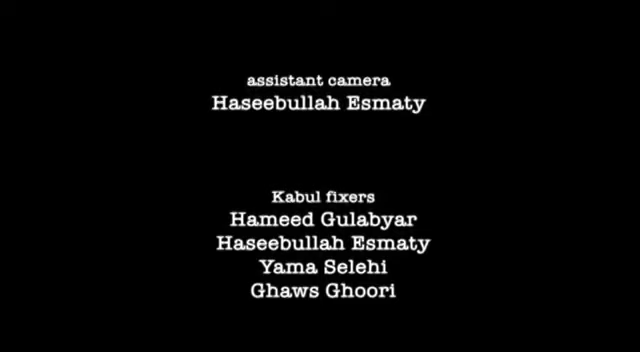 assistant camera
Haseebullah Esmaty
Kabul fixers
Hameed Gulabyar
Haseebullah Esmaty
Yama Selehi
Ghaws Ghoori